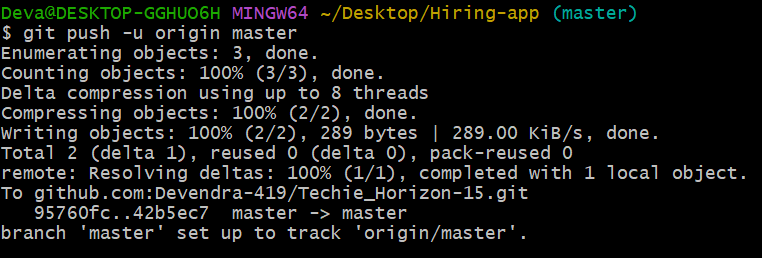 Deva@DESKTOP-GGHUO6H MINGW64 ~/Desktop/Hiring-app (master)
$ git push -u origin master
Enumerating objects: 3, done.
Counting objects: 100% (3/3), done.
Delta compression using up to 8 threads
Compressing objects: 100% (2/2), done.
Writing objects: 100% (2/2), 289 bytes | 289.00 KiB/s, done.
Total 2 (delta 1), reused 0 (delta 0), pack-reused 0
remote: Resolving deltas: 100% (1/1), completed with 1 local object.
To github.com:Devendra-419/Techie_Horizon-15.git
   95760fc..42b5ec7  master -> master
branch 'master' set up to track 'origin/master'.